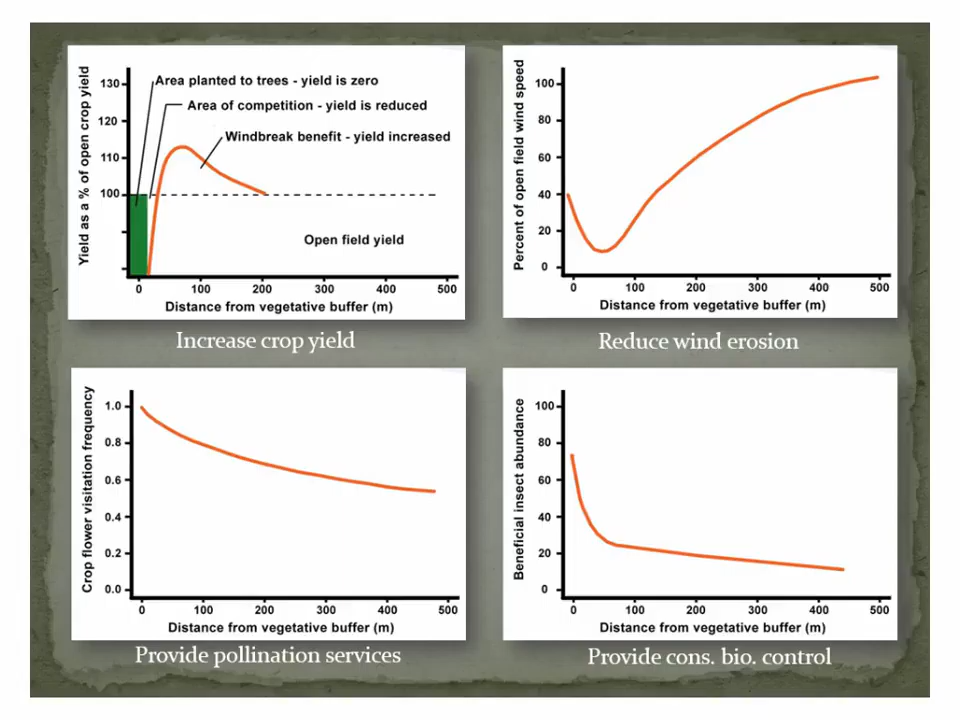 Yield as a % of open crop yield
130
120
110
100
Area planted to trees - yield is zero
Area of competition - yield is reduced
Windbreak benefit - yield increased
Open field yield
0 100 200 300 400 500
Distance from vegetative buffer (m)
Increase crop yield
Percent of open field wind speed
100
80
60
40
20
0
0 100 200 300 400 500
Distance from vegetative buffer (m)
Reduce wind erosion
Crop flower visitation frequency
1.0
0.8
0.6
0.4
0.2
0.0
0 100 200 300 400 500
Distance from vegetative buffer (m)
Provide pollination services
Beneficial insect abundance
100
80
60
40
20
0
0 100 200 300 400 500
Distance from vegetative buffer (m)
Provide cons. bio. control